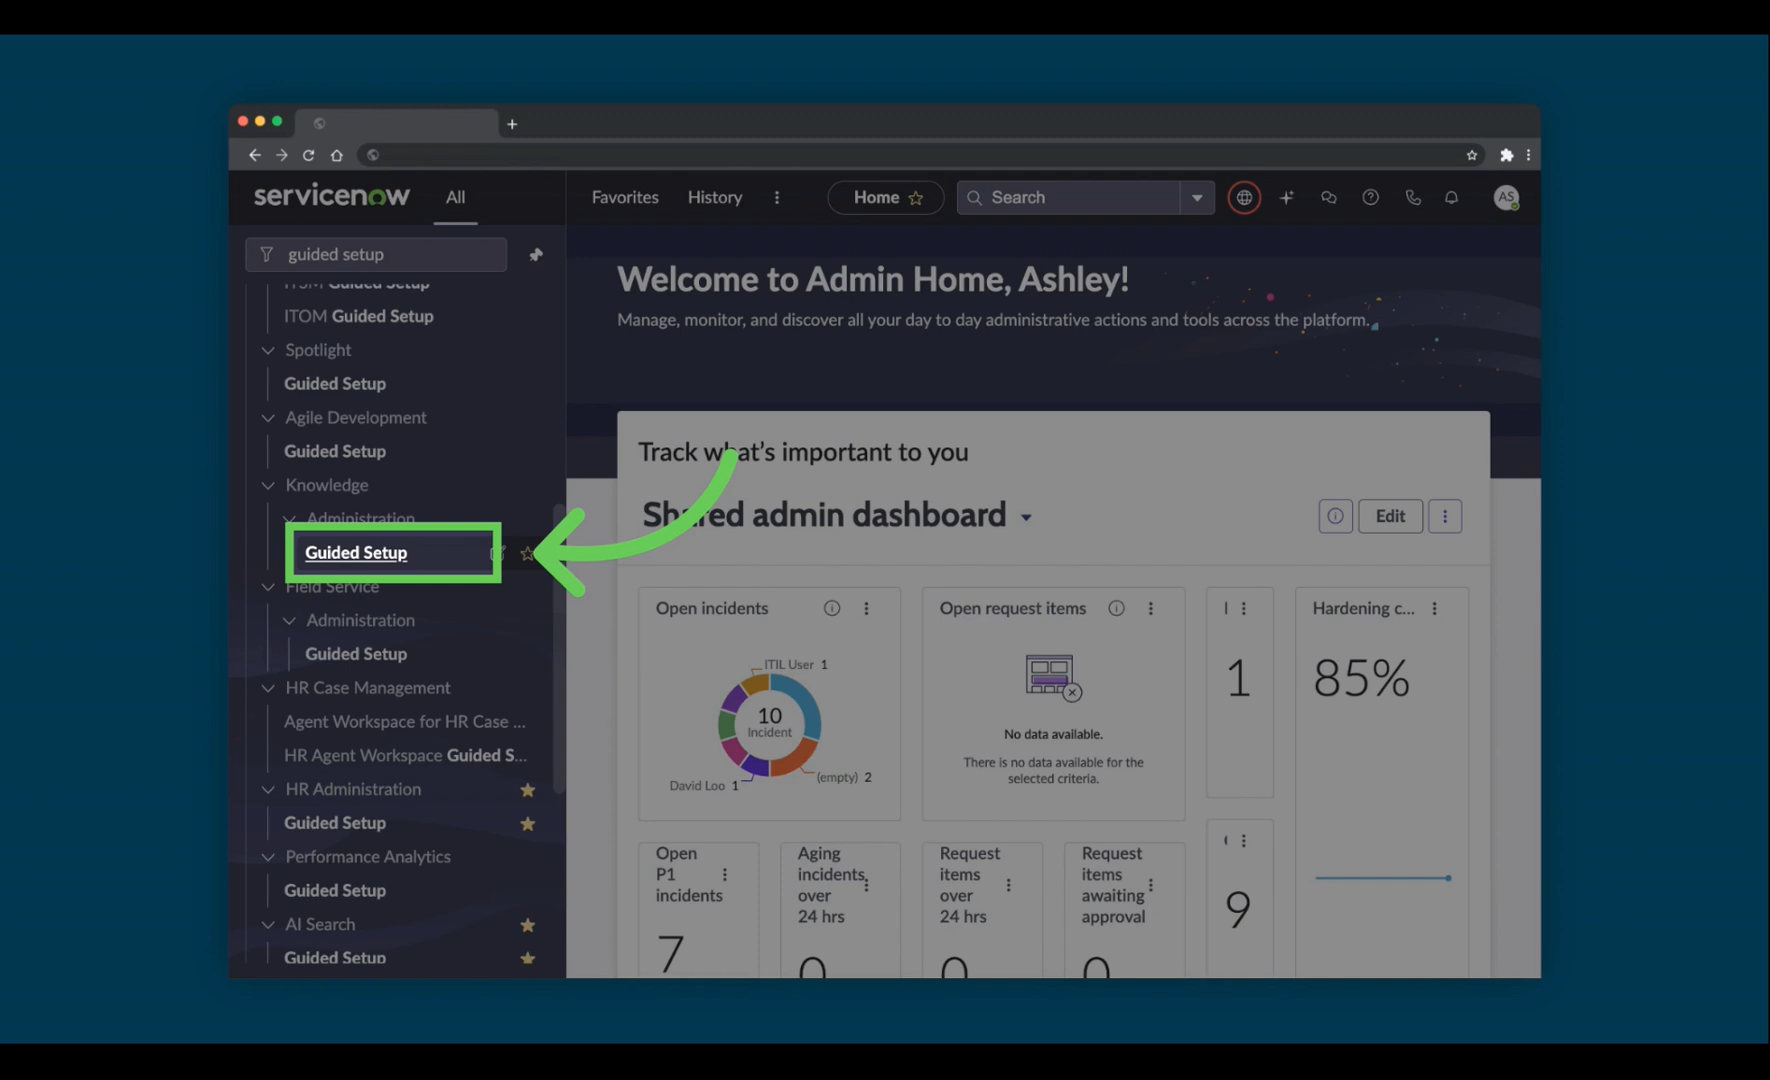 servicenow
All
Favorites
History
Home
Search
AS
guided setup
ITSM Guided Setup
ITOM Guided Setup
Spotlight
Guided Setup
Agile Development
Guided Setup
Knowledge
Administration
Guided Setup
Field Service
Administration
Guided Setup
HR Case Management
Agent Workspace for HR Case ...
HR Agent Workspace Guided S...
HR Administration
Guided Setup
Performance Analytics
Guided Setup
AI Search
Guided Setup
Welcome to Admin Home, Ashley!
Manage, monitor, and discover all your day to day administrative actions and tools across the platform.
Track what's important to you
Shared admin dashboard
Edit
Open incidents
ITIL User 1
10
Incident
David Loo 1
(empty) 2
Open request items
No data available.
There is no data available for the
selected criteria.
1
Hardening c...
85%
Open
P1
incidents
7
Aging
incidents
over
24 hrs
0
Request
items
over
24 hrs
0
Request
items
awaiting
approval
0
9